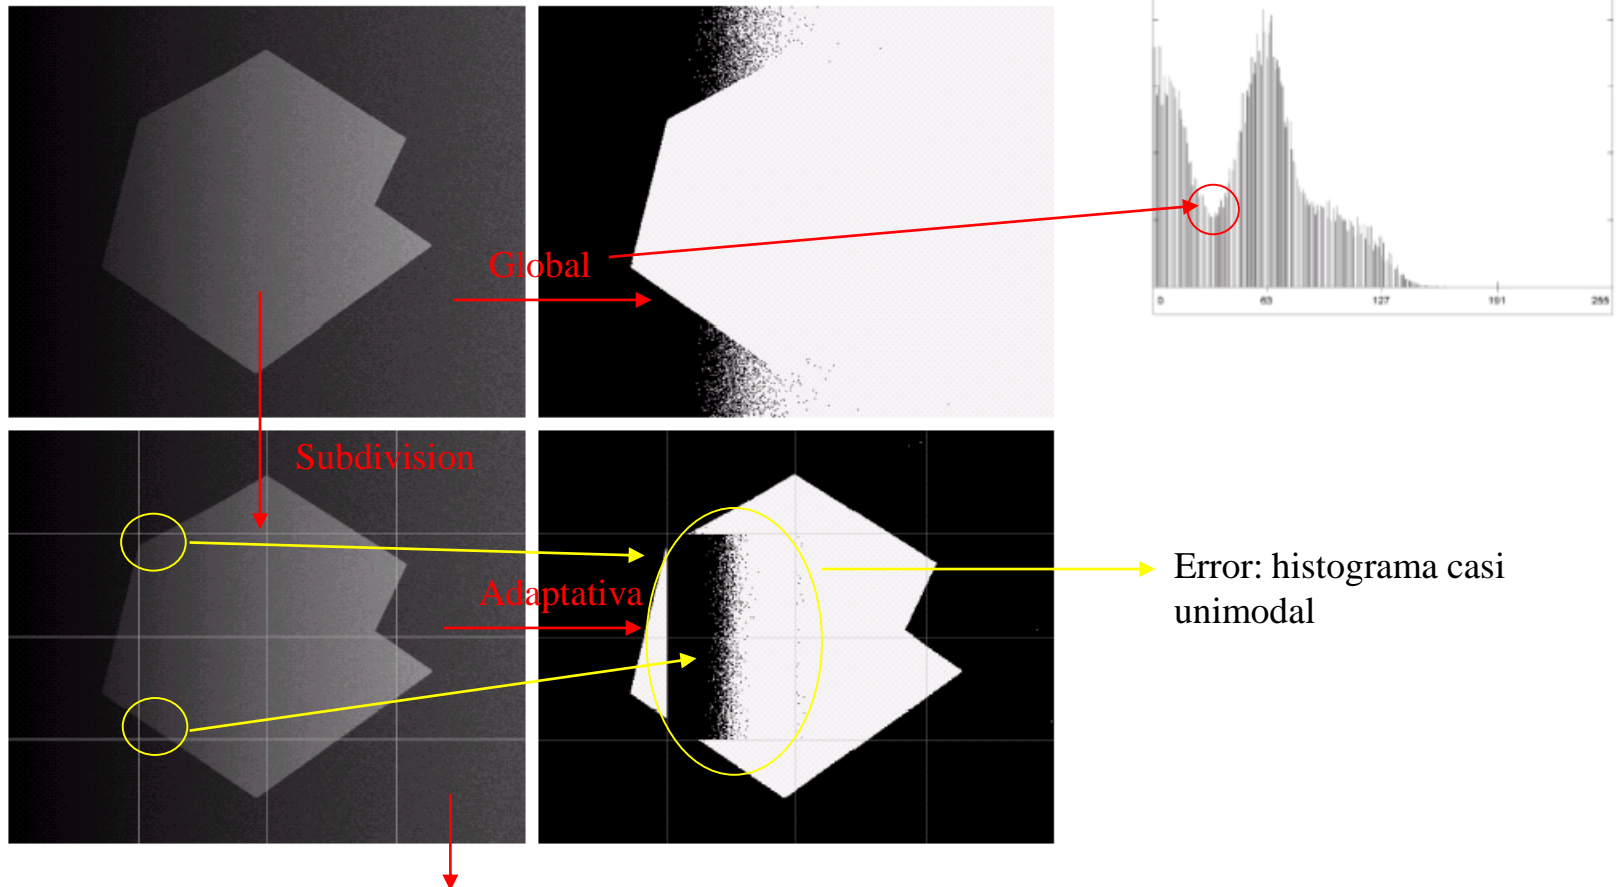 0 63 127 191 255
Global
Subdivision
Adaptativa
Error: histograma casi
unimodal